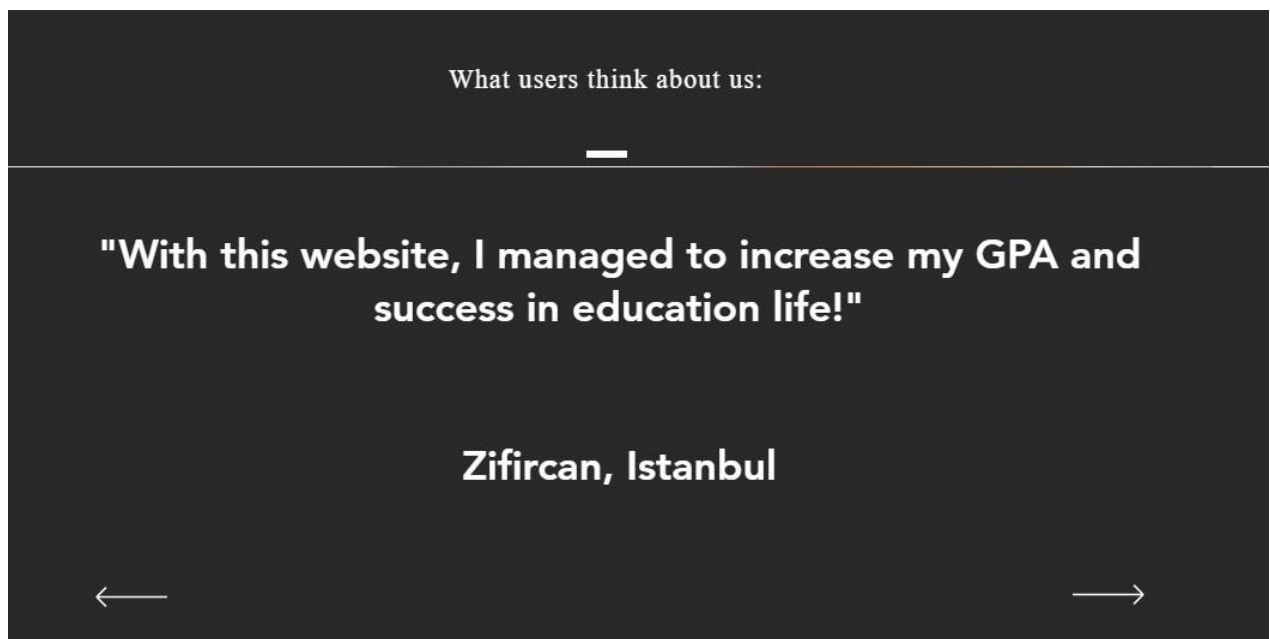 What users think about us:
"With this website, I managed to increase my GPA and
success in education life!"
Zifircan, Istanbul